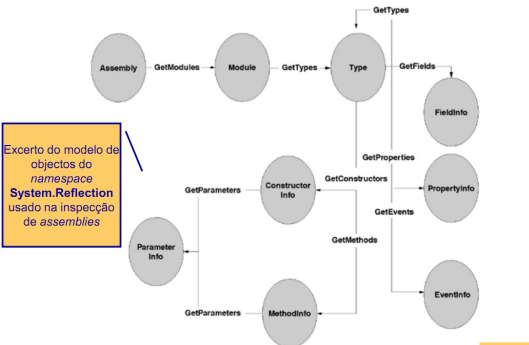 GetTypes
Assembly
GetModules
Module
GetTypes
Type
GetFields
FieldInfo
Excerto do modelo de
objectos do
namespace
System.Reflection
usado na inspecção
de assemblies
GetProperties
GetConstructors
GetParameters
Constructor
Info
PropertyInfo
GetEvents
GetMethods
Parameter
Info
EventInfo
GetParameters
MethodInfo